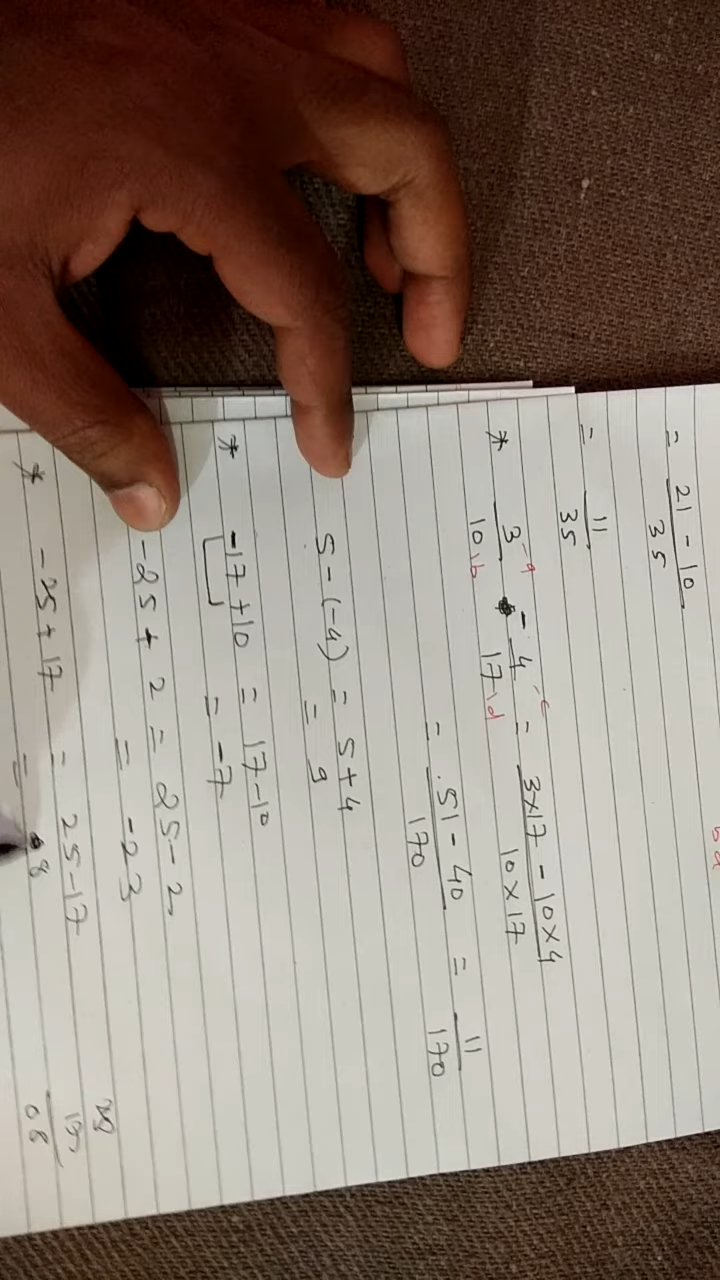 = 21 - 10 / 35
= 11 / 35
* 3 / 10 - 4 / 17 = 3×17 - 10×4 / 10×17
a b c d
= 51 - 40 / 170 = 11 / 170
5 - (-4) = 5 + 4
= 9
* -17 + 10 = 17 - 10
= -7
-25 + 2 = 25 - 2
= -23
* -25 + 17 = 25 - 17
= 8
08